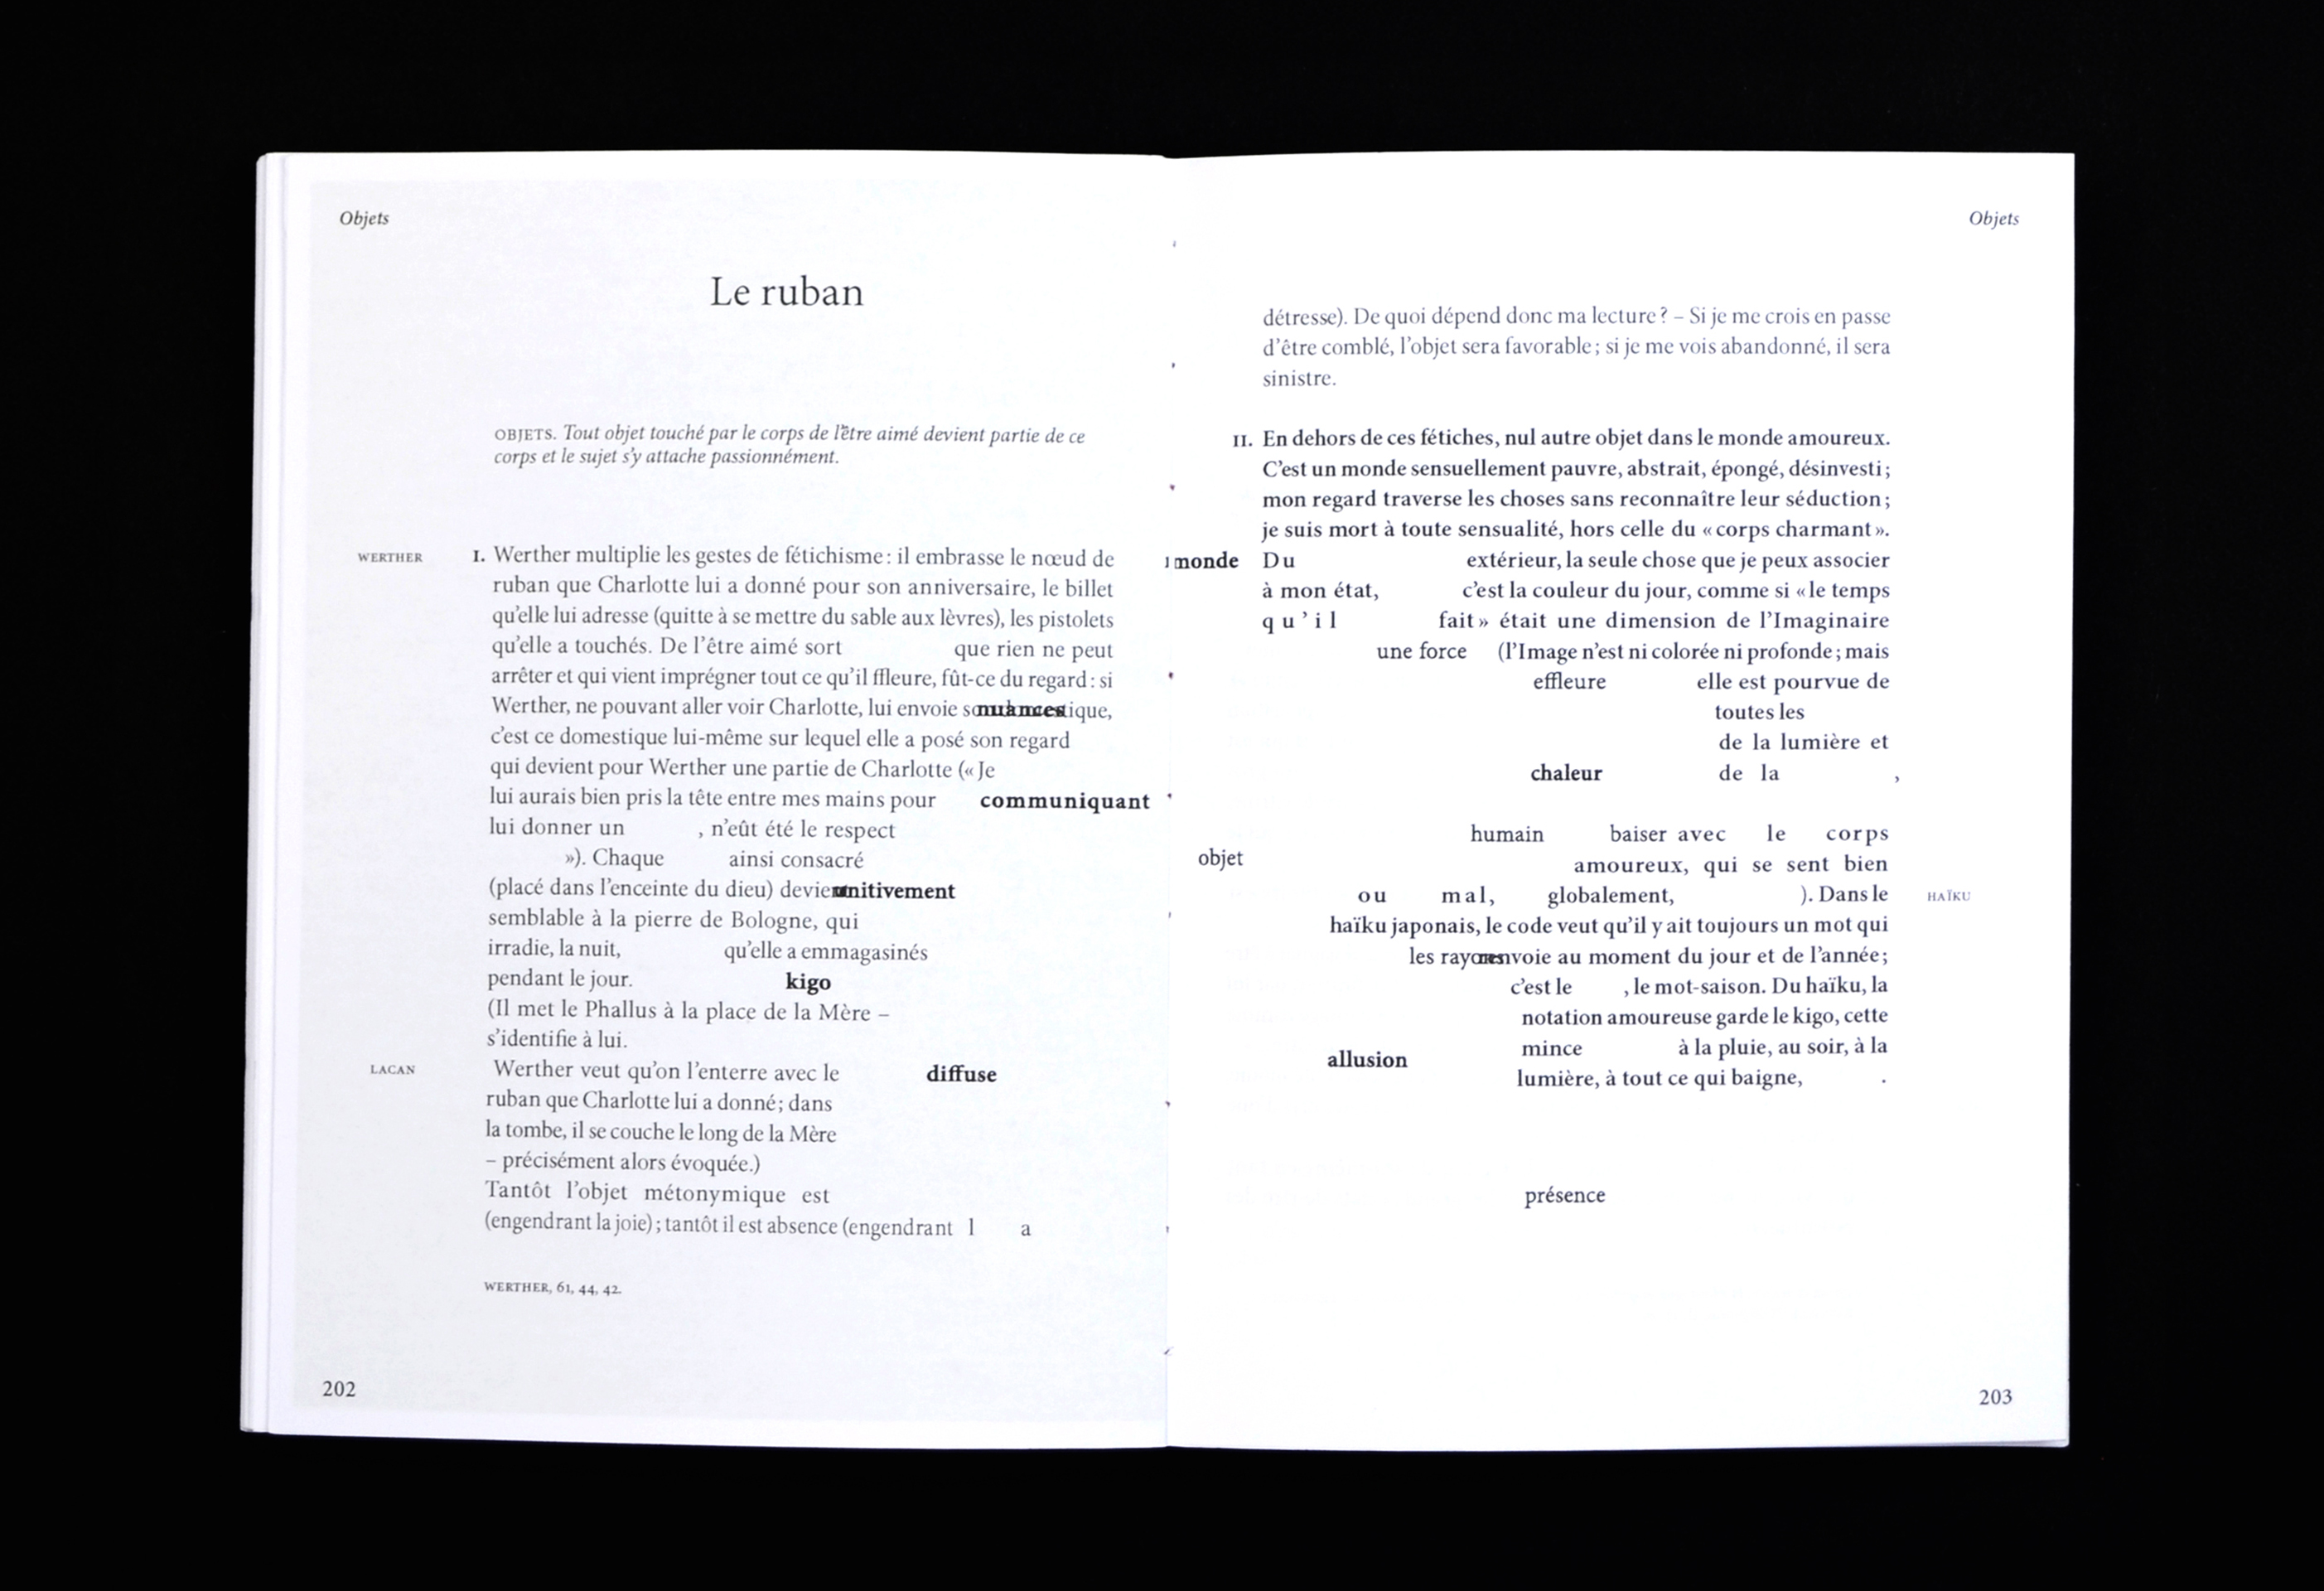 Objets
Le ruban
OBJETS. Tout objet touché par le corps de l'être aimé devient partie de ce
corps et le sujet s'y attache passionnément.
WERTHER
I. Werther multiplie les gestes de fétichisme : il embrasse le nœud de
ruban que Charlotte lui a donné pour son anniversaire, le billet
qu'elle lui adresse (quitte à se mettre du sable aux lèvres), les pistolets
qu'elle a touchés. De l'être aimé sort que rien ne peut
arrêter et qui vient imprégner tout ce qu'il ffleure, fût-ce du regard : si
Werther, ne pouvant aller voir Charlotte, lui envoie nuances tique,
c'est ce domestique lui-même sur lequel elle a posé son regard
qui devient pour Werther une partie de Charlotte (« Je
lui aurais bien pris la tête entre mes mains pour communiquant
lui donner un , n'eût été le respect
»). Chaque ainsi consacré
(placé dans l'enceinte du dieu) devie nitivement
semblable à la pierre de Bologne, qui
irradie, la nuit, qu'elle a emmagasinés
pendant le jour. kigo
(Il met le Phallus à la place de la Mère –
s'identifie à lui.
LACAN
Werther veut qu'on l'enterre avec le diffuse
ruban que Charlotte lui a donné ; dans
la tombe, il se couche le long de la Mère
– précisément alors évoquée.)
Tantôt l'objet métonymique est
(engendrant la joie) ; tantôt il est absence (engendrant l a
WERTHER, 61, 44, 42.
202
Objets
détresse). De quoi dépend donc ma lecture ? – Si je me crois en passe
d'être comblé, l'objet sera favorable ; si je me vois abandonné, il sera
sinistre.
II. En dehors de ces fétiches, nul autre objet dans le monde amoureux.
C'est un monde sensuellement pauvre, abstrait, épongé, désinvesti ;
mon regard traverse les choses sans reconnaître leur séduction ;
je suis mort à toute sensualité, hors celle du « corps charmant ».
monde Du extérieur, la seule chose que je peux associer
à mon état, c'est la couleur du jour, comme si « le temps
qu'il fait » était une dimension de l'Imaginaire
une force (l'Image n'est ni colorée ni profonde ; mais
effleure elle est pourvue de
toutes les
de la lumière et
chaleur de la ,
humain baiser avec le corps
objet
amoureux, qui se sent bien
ou mal, globalement, ). Dans le
HAÏKU
haïku japonais, le code veut qu'il y ait toujours un mot qui
les rayons envoie au moment du jour et de l'année ;
c'est le , le mot-saison. Du haïku, la
notation amoureuse garde le kigo, cette
mince à la pluie, au soir, à la
allusion
lumière, à tout ce qui baigne, .
présence
203